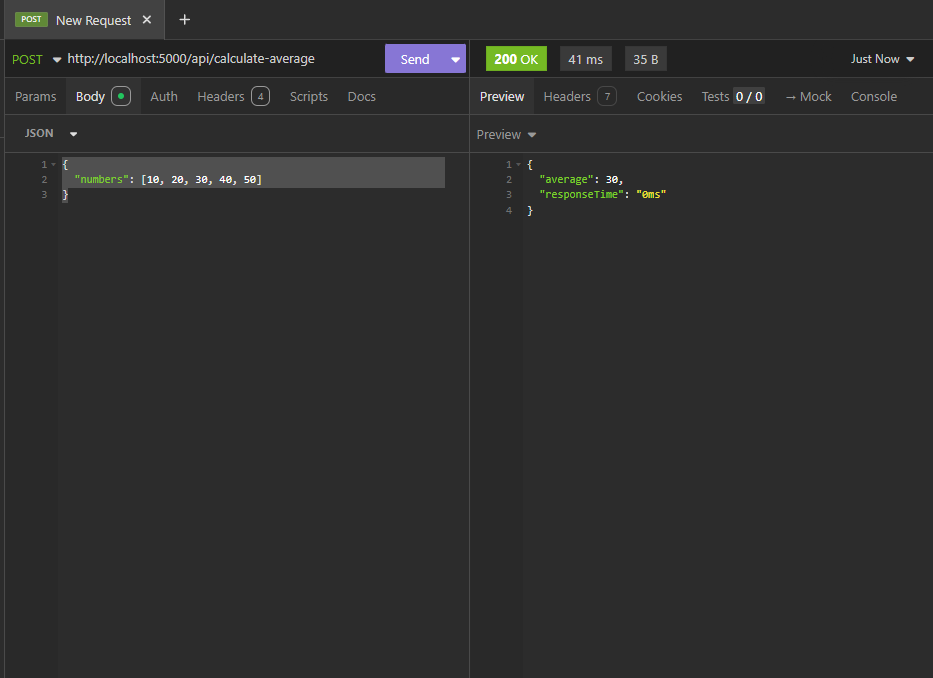 POST New Request
POST http://localhost:5000/api/calculate-average Send
200 OK 41 ms 35 B Just Now
Params Body Auth Headers 4 Scripts Docs
Preview Headers 7 Cookies Tests 0 / 0 → Mock Console
JSON
Preview
1 {
2 "numbers": [10, 20, 30, 40, 50]
3 }
1 {
2 "average": 30,
3 "responseTime": "0ms"
4 }